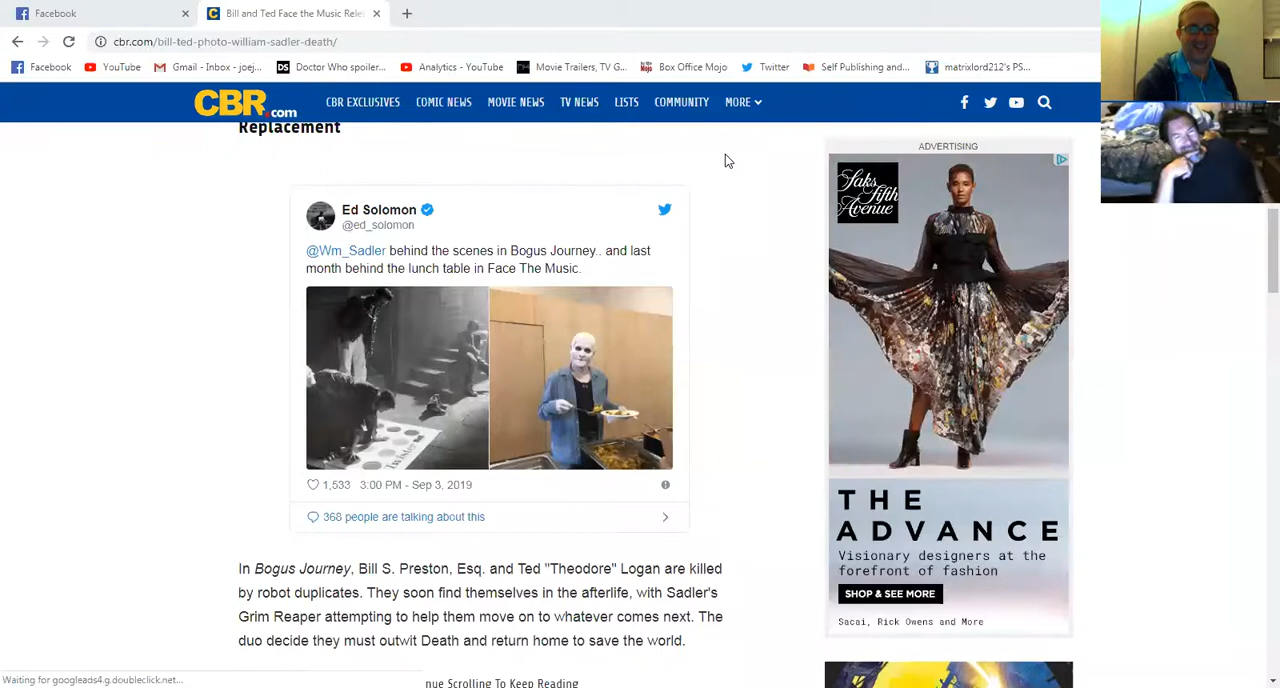 Facebook
Bill and Ted Face the Music Rele
cbr.com/bill-ted-photo-william-sadler-death/
Facebook YouTube Gmail - Inbox - joej... Doctor Who spoiler... Analytics - YouTube Movie Trailers, TV G... Box Office Mojo Twitter Self Publishing and... matrixlord212's PS...
CBR.com
CBR EXCLUSIVES COMIC NEWS MOVIE NEWS TV NEWS LISTS COMMUNITY MORE
Replacement
Ed Solomon
@ed_solomon
@Wm_Sadler behind the scenes in Bogus Journey.. and last
month behind the lunch table in Face The Music.
1,533 3:00 PM - Sep 3, 2019
368 people are talking about this
In Bogus Journey, Bill S. Preston, Esq. and Ted "Theodore" Logan are killed
by robot duplicates. They soon find themselves in the afterlife, with Sadler's
Grim Reaper attempting to help them move on to whatever comes next. The
duo decide they must outwit Death and return home to save the world.
nue Scrolling To Keep Reading
Waiting for googleads4.g.doubleclick.net...
ADVERTISING
Saks
Fifth
Avenue
THE
ADVANCE
Visionary designers at the
forefront of fashion
SHOP & SEE MORE
Sacai, Rick Owens and More